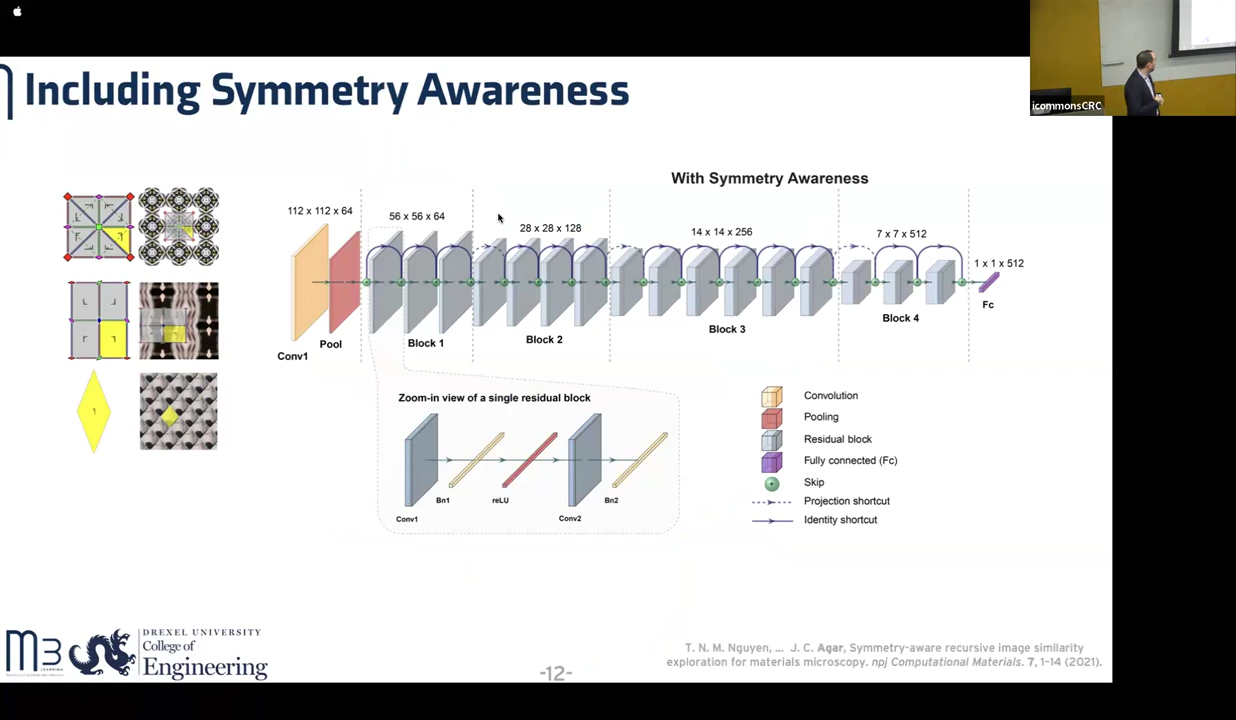 Including Symmetry Awareness
icommonsCRC
With Symmetry Awareness
112 x 112 x 64
56 x 56 x 64
28 x 28 x 128
14 x 14 x 256
7 x 7 x 512
1 x 1 x 512
Conv1
Pool
Block 1
Block 2
Block 3
Block 4
Fc
Zoom-in view of a single residual block
Conv1
Bn1
reLU
Conv2
Bn2
Convolution
Pooling
Residual block
Fully connected (Fc)
Skip
Projection shortcut
Identity shortcut
M3
DREXEL UNIVERSITY
College of
Engineering
-12-
T. N. M. Nguyen, ... J. C. Agar, Symmetry-aware recursive image similarity
exploration for materials microscopy. npj Computational Materials. 7, 1–14 (2021).